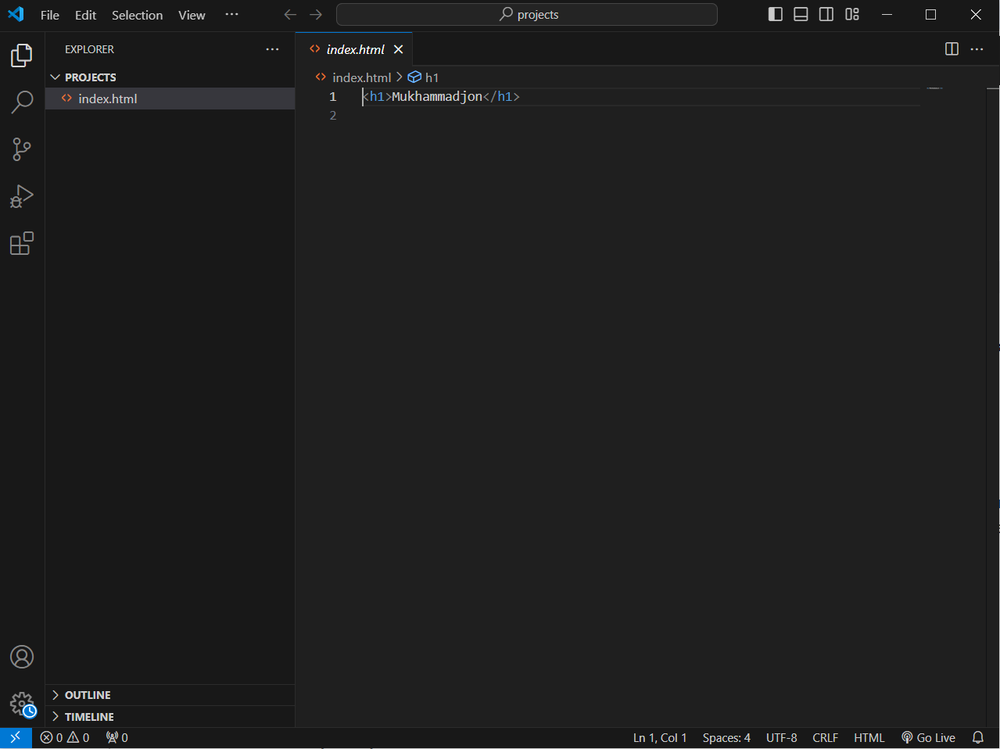 File Edit Selection View ··· projects
EXPLORER ···
PROJECTS
index.html
index.html
index.html > h1
1 <h1>Mukhammadjon</h1>
2
OUTLINE
TIMELINE
0 0 0 Ln 1, Col 1 Spaces: 4 UTF-8 CRLF HTML Go Live